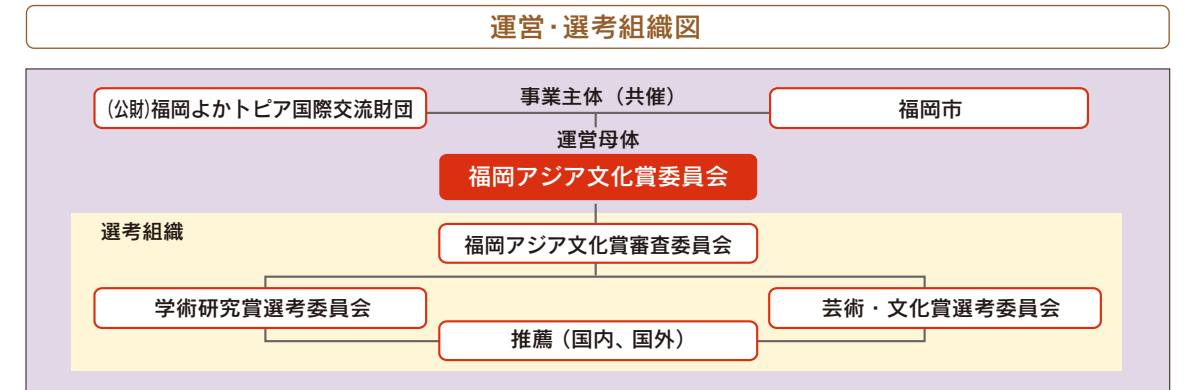 運営・選考組織図
(公財)福岡よかトピア国際交流財団
事業主体（共催）
福岡市
運営母体
福岡アジア文化賞委員会
選考組織
福岡アジア文化賞審査委員会
学術研究賞選考委員会
芸術・文化賞選考委員会
推薦（国内、国外）